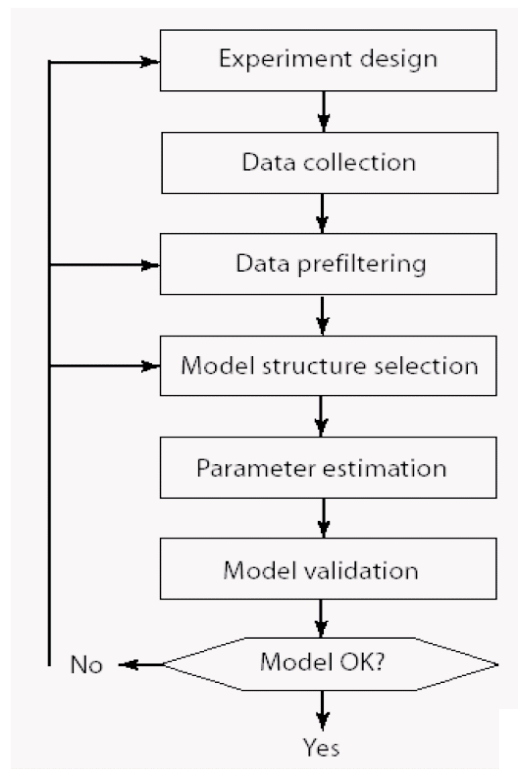 Experiment design
Data collection
Data prefiltering
Model structure selection
Parameter estimation
Model validation
No
Model OK?
Yes